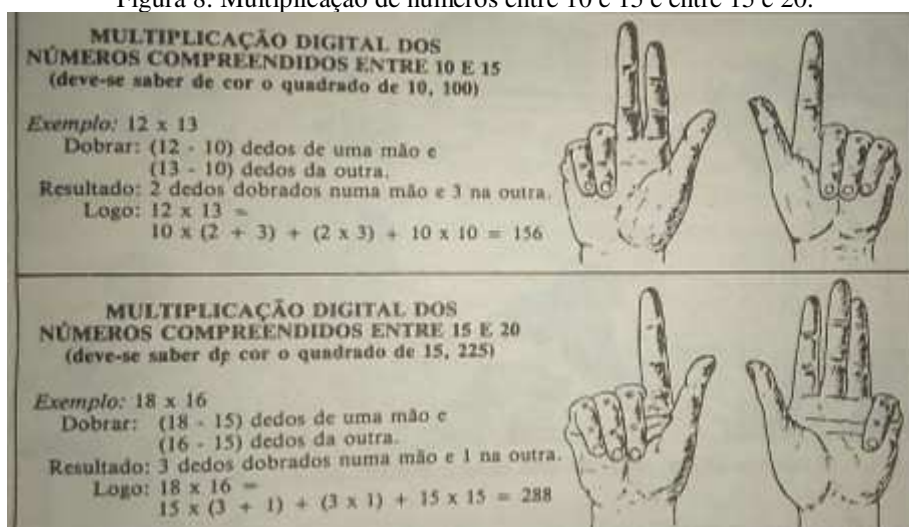 Figura 8: Multiplicação de números entre 10 e 15 e entre 15 e 20.
MULTIPLICAÇÃO DIGITAL DOS
NÚMEROS COMPREENDIDOS ENTRE 10 E 15
(deve-se saber de cor o quadrado de 10, 100)
Exemplo: 12 x 13
Dobrar: (12 - 10) dedos de uma mão e
(13 - 10) dedos da outra.
Resultado: 2 dedos dobrados numa mão e 3 na outra.
Logo: 12 x 13 =
10 x (2 + 3) + (2 x 3) + 10 x 10 = 156
MULTIPLICAÇÃO DIGITAL DOS
NÚMEROS COMPREENDIDOS ENTRE 15 E 20
(deve-se saber de cor o quadrado de 15, 225)
Exemplo: 18 x 16
Dobrar: (18 - 15) dedos de uma mão e
(16 - 15) dedos da outra.
Resultado: 3 dedos dobrados numa mão e 1 na outra.
Logo: 18 x 16 =
15 x (3 + 1) + (3 x 1) + 15 x 15 = 288